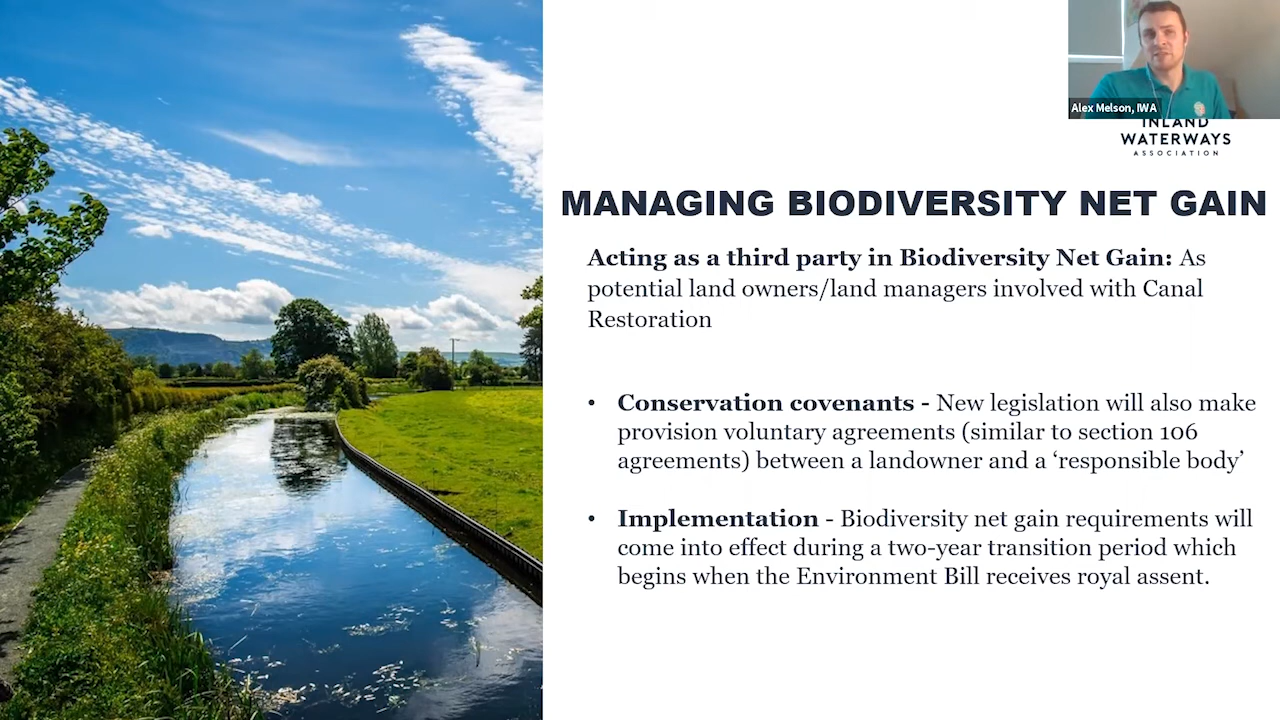 Alex Melson, IWA
INLAND
WATERWAYS
ASSOCIATION
MANAGING BIODIVERSITY NET GAIN
Acting as a third party in Biodiversity Net Gain: As
potential land owners/land managers involved with Canal
Restoration
• Conservation covenants - New legislation will also make
provision voluntary agreements (similar to section 106
agreements) between a landowner and a ‘responsible body’
• Implementation - Biodiversity net gain requirements will
come into effect during a two-year transition period which
begins when the Environment Bill receives royal assent.